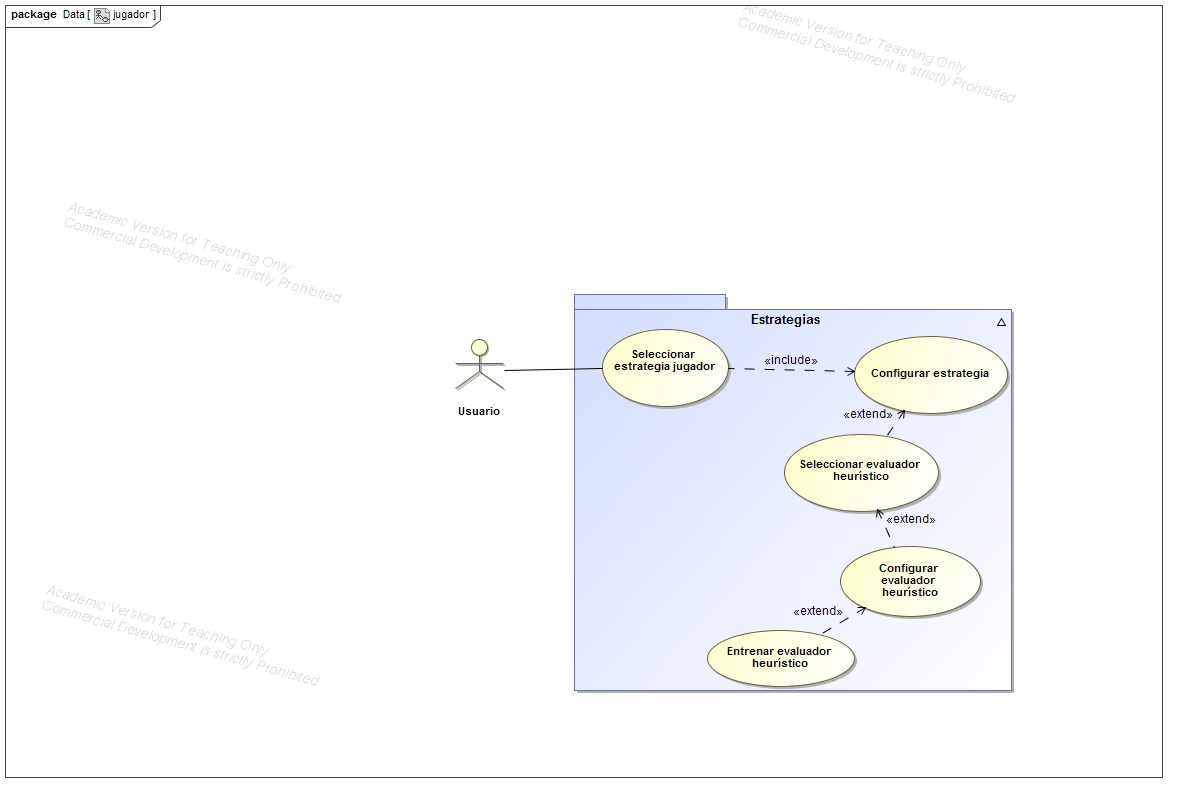 package Data [ jugador ]
Academic Version for Teaching Only
Commercial Development is strictly Prohibited
Academic Version for Teaching Only
Commercial Development is strictly Prohibited
Estrategias
Seleccionar
estrategia jugador
«include»
Configurar estrategia
Usuario
«extend»
Seleccionar evaluador
heurístico
«extend»
Configurar
evaluador
heurístico
«extend»
Entrenar evaluador
heurístico
Academic Version for Teaching Only
Commercial Development is strictly Prohibited